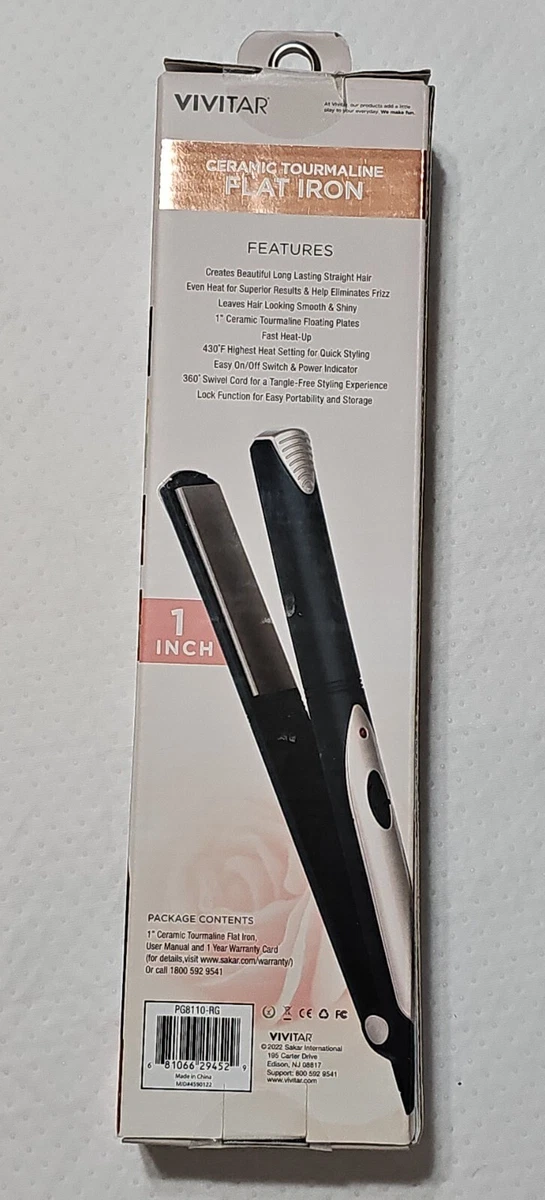 VIVITAR
At Vivitar, our products add a little
play to your everyday. We make fun.
CERAMIC TOURMALINE
FLAT IRON
FEATURES
Creates Beautiful Long Lasting Straight Hair
Even Heat for Superior Results & Help Eliminates Frizz
Leaves Hair Looking Smooth & Shiny
1" Ceramic Tourmaline Floating Plates
Fast Heat-Up
430°F Highest Heat Setting for Quick Styling
Easy On/Off Switch & Power Indicator
360° Swivel Cord for a Tangle-Free Styling Experience
Lock Function for Easy Portability and Storage
1
INCH
PACKAGE CONTENTS
1" Ceramic Tourmaline Flat Iron,
User Manual and 1 Year Warranty Card
(for details,visit www.sakar.com/warranty/)
Or call 1800 592 9541
PG8110-RG
6 81066 29452 9
Made in China
MID#4590122
CE FC
VIVITAR
©2022 Sakar International
195 Carter Drive
Edison, NJ 08817
Support: 800 592 9541
www.vivitar.com